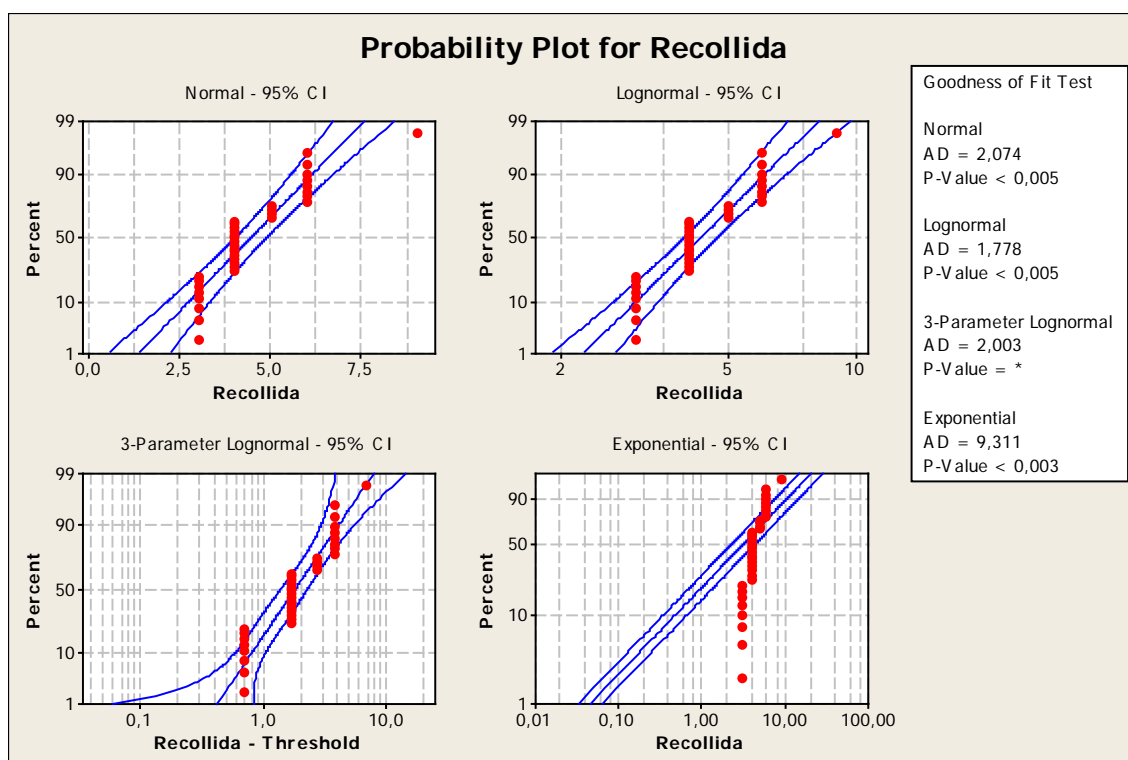 Probability Plot for Recollida
Normal - 95% CI
99
90
50
10
1
Percent
0,0 2,5 5,0 7,5
Recollida
Lognormal - 95% CI
99
90
50
10
1
Percent
2 5 10
Recollida
3-Parameter Lognormal - 95% CI
99
90
50
10
1
Percent
0,1 1,0 10,0
Recollida - Threshold
Exponential - 95% CI
90
50
10
1
Percent
0,01 0,10 1,00 10,00 100,00
Recollida
Goodness of Fit Test
Normal
AD = 2,074
P-Value < 0,005
Lognormal
AD = 1,778
P-Value < 0,005
3-Parameter Lognormal
AD = 2,003
P-Value = *
Exponential
AD = 9,311
P-Value < 0,003